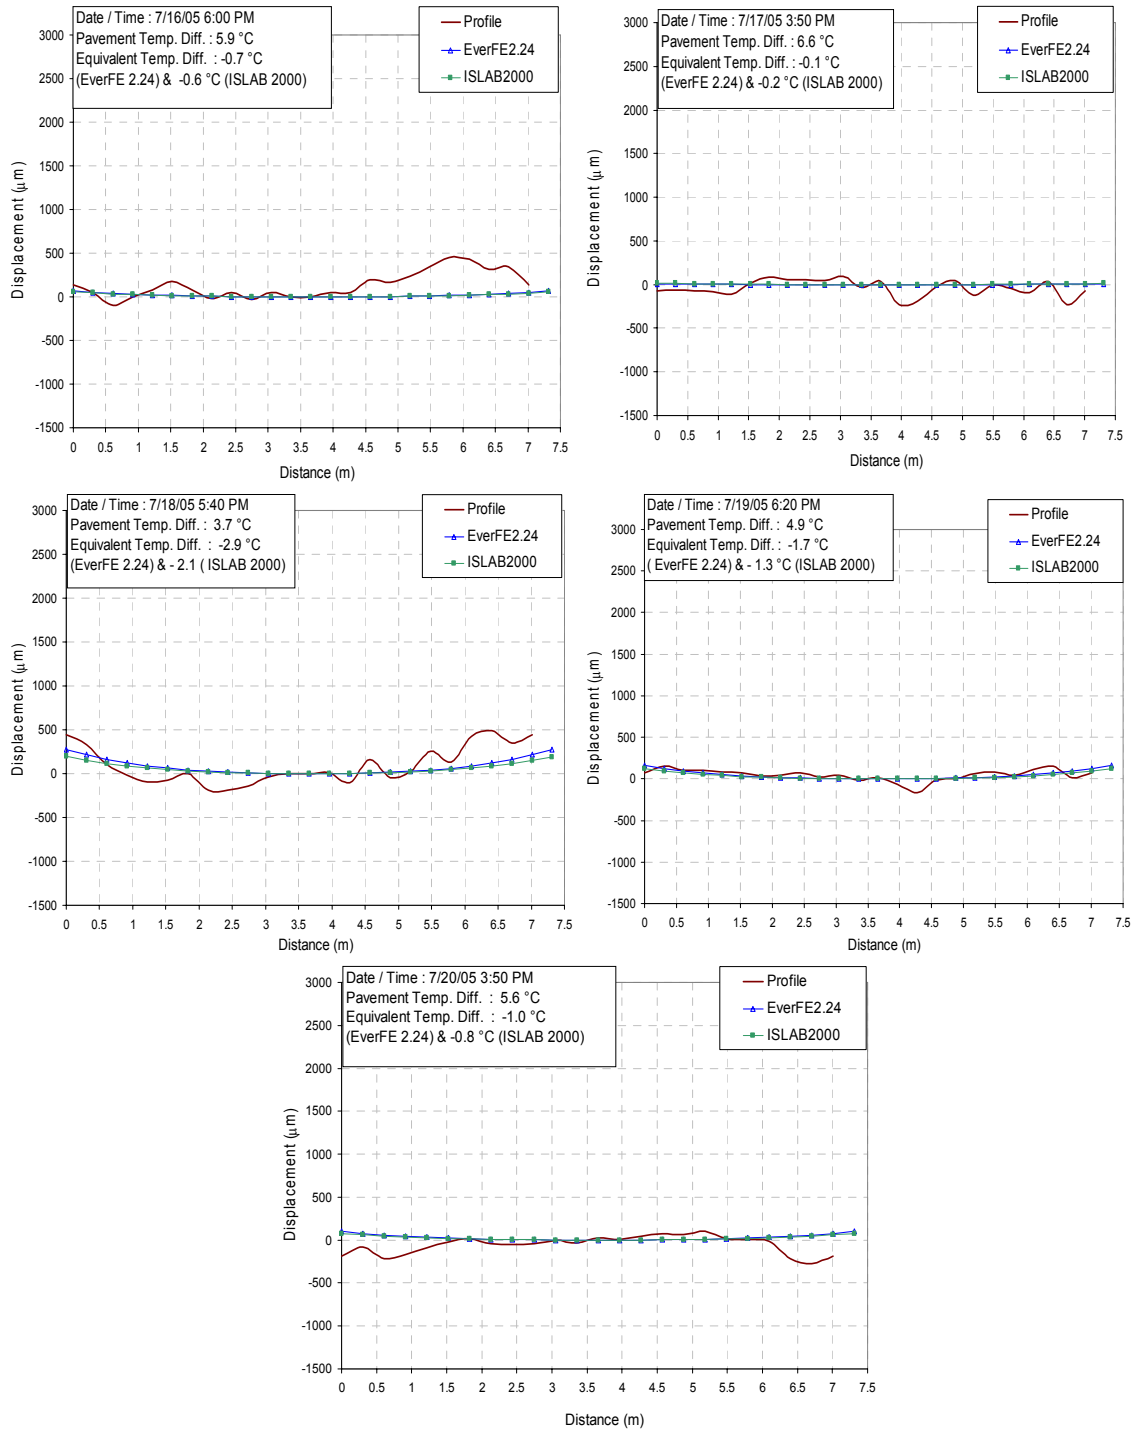 Date / Time : 7/16/05 6:00 PM
Pavement Temp. Diff. : 5.9 °C
Equivalent Temp. Diff. : -0.7 °C
(EverFE 2.24) & -0.6 °C (ISLAB 2000)
Profile
EverFE2.24
ISLAB2000
3000
2500
2000
1500
1000
500
0
-500
-1000
-1500
Displacement (µm)
0 0.5 1 1.5 2 2.5 3 3.5 4 4.5 5 5.5 6 6.5 7 7.5
Distance (m)
Date / Time : 7/17/05 3:50 PM
Pavement Temp. Diff. : 6.6 °C
Equivalent Temp. Diff. : -0.1 °C
(EverFE 2.24) & -0.2 °C (ISLAB 2000)
Profile
EverFE2.24
ISLAB2000
3000
2500
2000
1500
1000
500
0
-500
-1000
-1500
Displacement (µm)
0 0.5 1 1.5 2 2.5 3 3.5 4 4.5 5 5.5 6 6.5 7 7.5
Distance (m)
Date / Time : 7/18/05 5:40 PM
Pavement Temp. Diff. : 3.7 °C
Equivalent Temp. Diff. : -2.9 °C
(EverFE 2.24) & - 2.1 ( ISLAB 2000)
Profile
EverFE2.24
ISLAB2000
3000
2500
2000
1500
1000
500
0
-500
-1000
-1500
Displacement (µm)
0 0.5 1 1.5 2 2.5 3 3.5 4 4.5 5 5.5 6 6.5 7 7.5
Distance (m)
Date / Time : 7/19/05 6:20 PM
Pavement Temp. Diff. : 4.9 °C
Equivalent Temp. Diff. : -1.7 °C
( EverFE 2.24) & - 1.3 °C (ISLAB 2000)
Profile
EverFE2.24
ISLAB2000
3000
2500
2000
1500
1000
500
0
-500
-1000
-1500
Displacement (µm)
0 0.5 1 1.5 2 2.5 3 3.5 4 4.5 5 5.5 6 6.5 7 7.5
Distance (m)
Date / Time : 7/20/05 3:50 PM
Pavement Temp. Diff. : 5.6 °C
Equivalent Temp. Diff. : -1.0 °C
(EverFE 2.24) & -0.8 °C (ISLAB 2000)
Profile
EverFE2.24
ISLAB2000
3000
2500
2000
1500
1000
500
0
-500
-1000
-1500
Displacement (µm)
0 0.5 1 1.5 2 2.5 3 3.5 4 4.5 5 5.5 6 6.5 7 7.5
Distance (m)